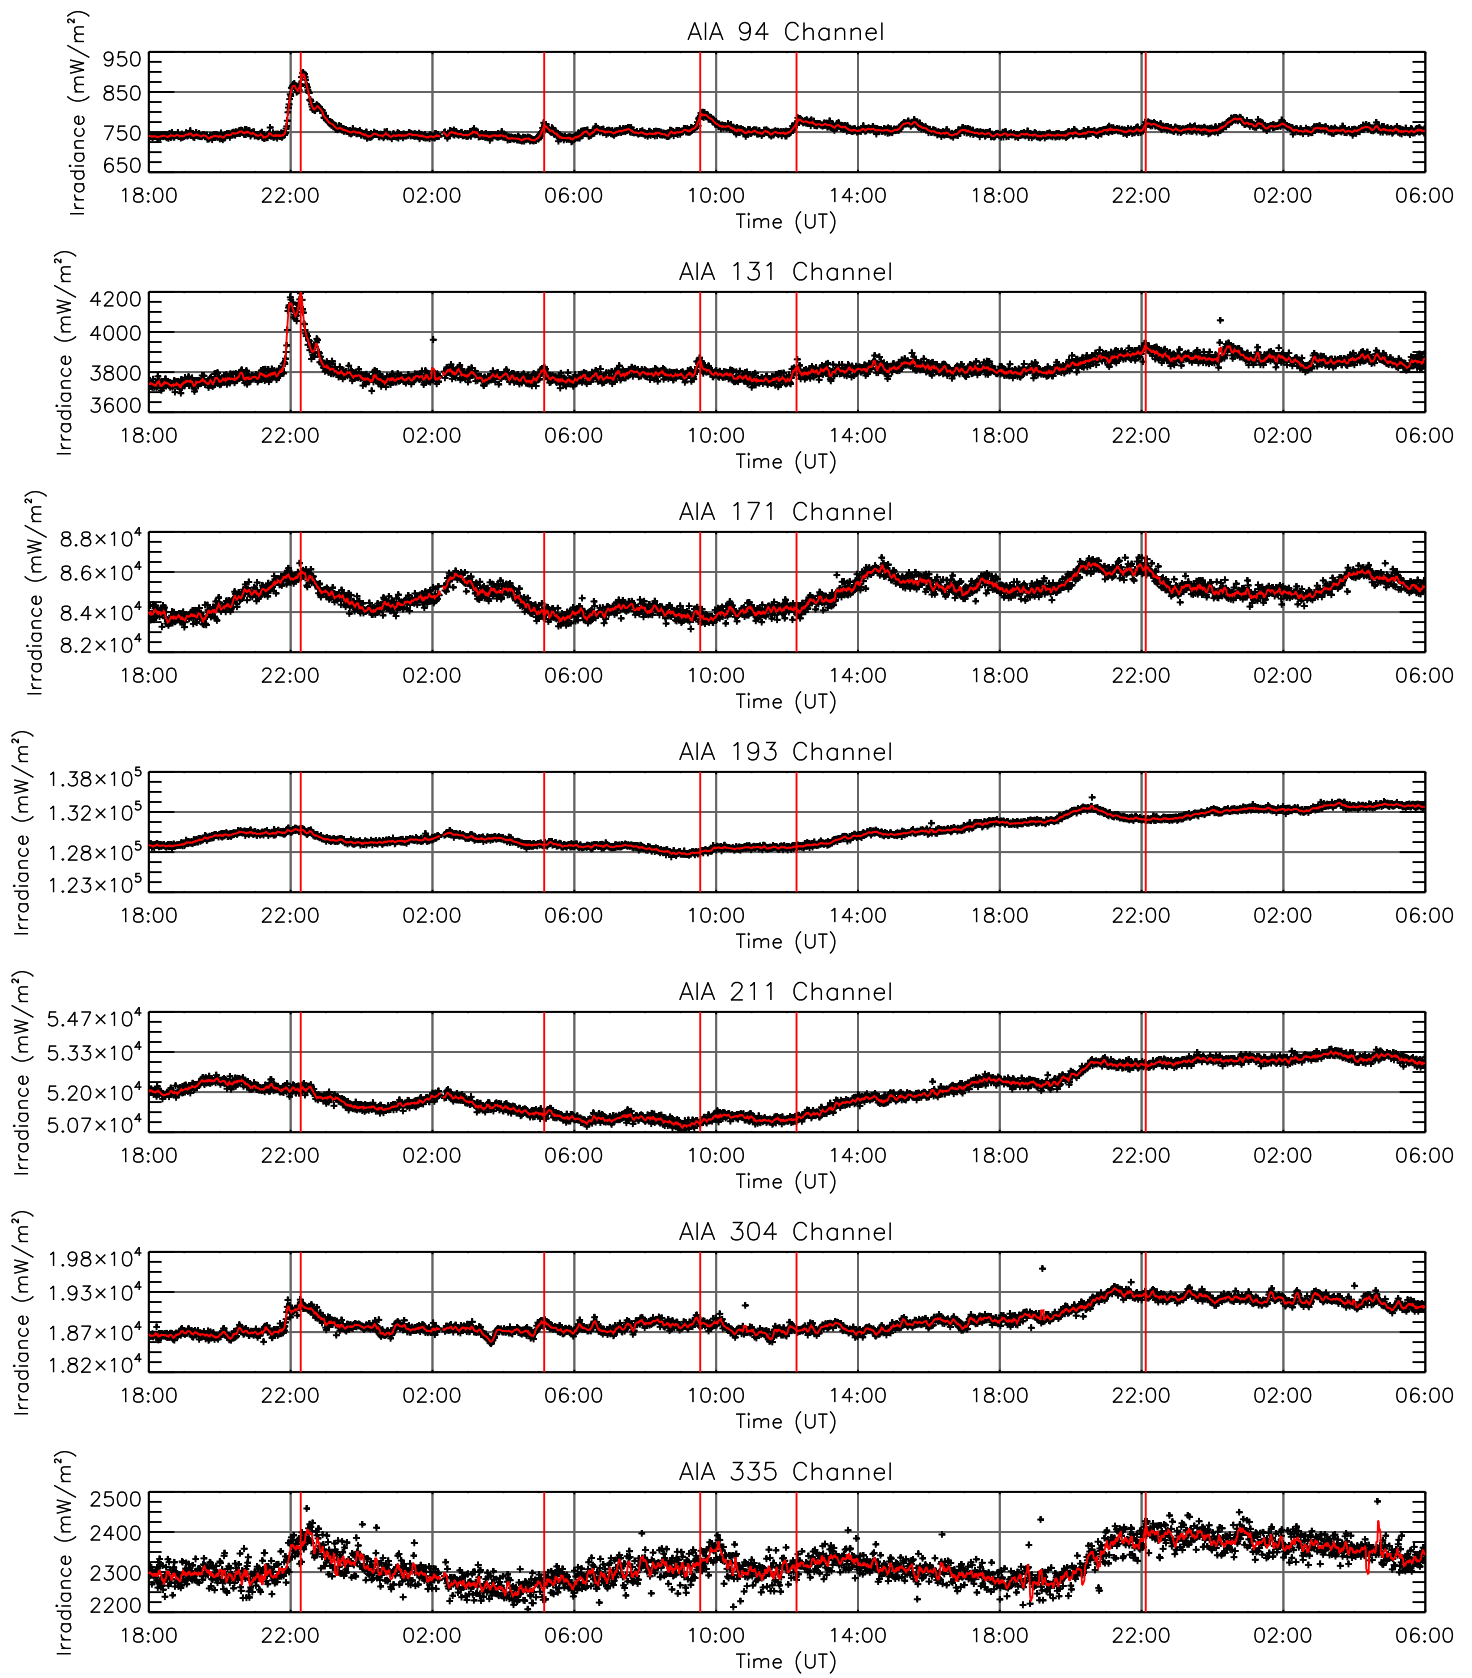 AIA 94 Channel
Irradiance (mW/m²)
950
850
750
650
18:00 22:00 02:00 06:00 10:00 14:00 18:00 22:00 02:00 06:00
Time (UT)
AIA 131 Channel
Irradiance (mW/m²)
4200
4000
3800
3600
18:00 22:00 02:00 06:00 10:00 14:00 18:00 22:00 02:00 06:00
Time (UT)
AIA 171 Channel
Irradiance (mW/m²)
8.8×10⁴
8.6×10⁴
8.4×10⁴
8.2×10⁴
18:00 22:00 02:00 06:00 10:00 14:00 18:00 22:00 02:00 06:00
Time (UT)
AIA 193 Channel
Irradiance (mW/m²)
1.38×10⁵
1.32×10⁵
1.28×10⁵
1.23×10⁵
18:00 22:00 02:00 06:00 10:00 14:00 18:00 22:00 02:00 06:00
Time (UT)
AIA 211 Channel
Irradiance (mW/m²)
5.47×10⁴
5.33×10⁴
5.20×10⁴
5.07×10⁴
18:00 22:00 02:00 06:00 10:00 14:00 18:00 22:00 02:00 06:00
Time (UT)
AIA 304 Channel
Irradiance (mW/m²)
1.98×10⁴
1.93×10⁴
1.87×10⁴
1.82×10⁴
18:00 22:00 02:00 06:00 10:00 14:00 18:00 22:00 02:00 06:00
Time (UT)
AIA 335 Channel
Irradiance (mW/m²)
2500
2400
2300
2200
18:00 22:00 02:00 06:00 10:00 14:00 18:00 22:00 02:00 06:00
Time (UT)